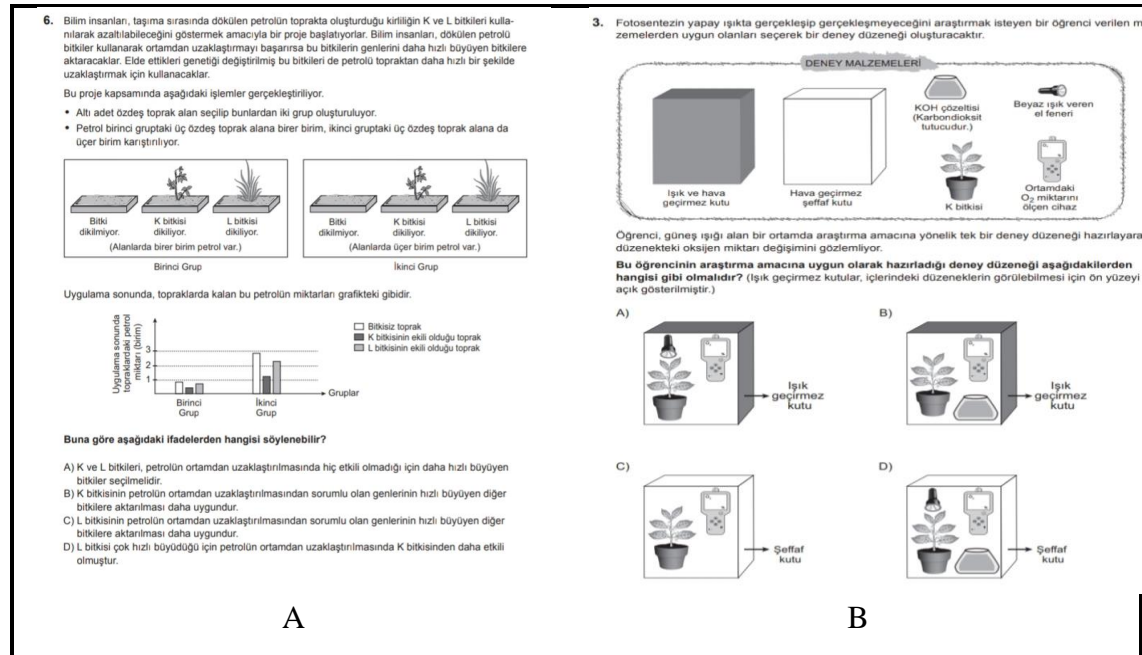 6. Bilim insanları, taşıma sırasında dökülen petrolün toprakta oluşturduğu kirliliğin K ve L bitkileri kulla-
nılarak azaltılabileceğini göstermek amacıyla bir proje başlatıyorlar. Bilim insanları, dökülen petrolü
bitkiler kullanarak ortamdan uzaklaştırmayı başarırsa bu bitkilerin genlerini daha hızlı büyüyen bitkilere
aktaracaklar. Elde ettikleri genetiği değiştirilmiş bu bitkileri de petrolü topraktan daha hızlı bir şekilde
uzaklaştırmak için kullanacaklar.
Bu proje kapsamında aşağıdaki işlemler gerçekleştiriliyor.
• Altı adet özdeş toprak alan seçilip bunlardan iki grup oluşturuluyor.
• Petrol birinci gruptaki üç özdeş toprak alana birer birim, ikinci gruptaki üç özdeş toprak alana da
üçer birim karıştırılıyor.
Bitki dikilmiyor.
K bitkisi dikiliyor.
L bitkisi dikiliyor.
(Alanlarda birer birim petrol var.)
Birinci Grup
Bitki dikilmiyor.
K bitkisi dikiliyor.
L bitkisi dikiliyor.
(Alanlarda üçer birim petrol var.)
İkinci Grup
Uygulama sonunda, topraklarda kalan bu petrolün miktarları grafikteki gibidir.
Uygulama sonunda
topraklardaki petrol
miktarı (birim)
3
2
1
Birinci Grup
İkinci Grup
Gruplar
Bitkisiz toprak
K bitkisinin ekili olduğu toprak
L bitkisinin ekili olduğu toprak
Buna göre aşağıdaki ifadelerden hangisi söylenebilir?
A) K ve L bitkileri, petrolün ortamdan uzaklaştırılmasında hiç etkili olmadığı için daha hızlı büyüyen
bitkiler seçilmelidir.
B) K bitkisinin petrolün ortamdan uzaklaştırılmasından sorumlu olan genlerinin hızlı büyüyen diğer
bitkilere aktarılması daha uygundur.
C) L bitkisinin petrolün ortamdan uzaklaştırılmasından sorumlu olan genlerinin hızlı büyüyen diğer
bitkilere aktarılması daha uygundur.
D) L bitkisi çok hızlı büyüdüğü için petrolün ortamdan uzaklaştırılmasında K bitkisinden daha etkili
olmuştur.
A
3. Fotosentezin yapay ışıkta gerçekleşip gerçekleşmeyeceğini araştırmak isteyen bir öğrenci verilen m
zemelerden uygun olanları seçerek bir deney düzeneği oluşturacaktır.
DENEY MALZEMELERİ
Işık ve hava
geçirmez kutu
Hava geçirmez
şeffaf kutu
KOH çözeltisi
(Karbondioksit
tutucudur.)
K bitkisi
Beyaz ışık veren
el feneri
Ortamdaki
O₂ miktarını
ölçen cihaz
Öğrenci, güneş ışığı alan bir ortamda araştırma amacına yönelik tek bir deney düzeneği hazırlayara
düzenekteki oksijen miktarı değişimini gözlemliyor.
Bu öğrencinin araştırma amacına uygun olarak hazırladığı deney düzeneği aşağıdakilerden
hangisi gibi olmalıdır? (Işık geçirmez kutular, içlerindeki düzeneklerin görülebilmesi için ön yüzeyi
açık gösterilmiştir.)
A)
Işık
geçirmez
kutu
B)
Işık
geçirmez
kutu
C)
Şeffaf
kutu
D)
Şeffaf
kutu
B